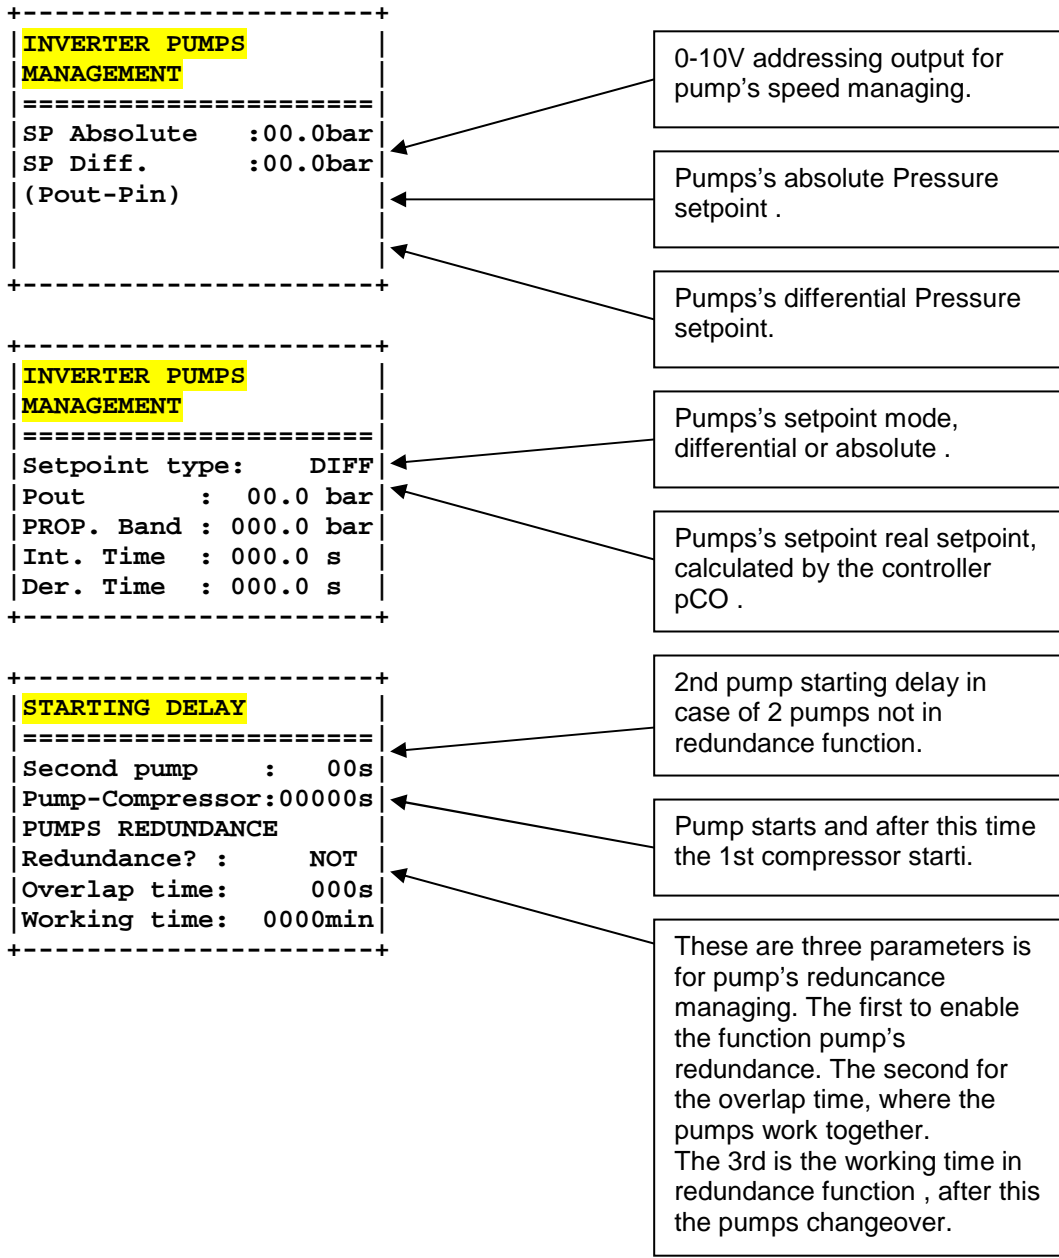 +----------------------+
|INVERTER PUMPS |
|MANAGEMENT |
|======================|
|SP Absolute :00.0bar|
|SP Diff. :00.0bar|
|(Pout-Pin) |
| |
| |
+----------------------+
0-10V addressing output for
pump’s speed managing.
Pumps’s absolute Pressure
setpoint .
Pumps’s differential Pressure
setpoint.
+----------------------+
|INVERTER PUMPS |
|MANAGEMENT |
|======================|
|Setpoint type: DIFF|
|Pout : 00.0 bar|
|PROP. Band : 000.0 bar|
|Int. Time : 000.0 s |
|Der. Time : 000.0 s |
+----------------------+
Pumps’s setpoint mode,
differential or absolute .
Pumps’s setpoint real setpoint,
calculated by the controller
pCO .
+----------------------+
|STARTING DELAY |
|======================|
|Second pump : 00s|
|Pump-Compressor:00000s|
|PUMPS REDUNDANCE |
|Redundance? : NOT |
|Overlap time: 000s|
|Working time: 0000min|
+----------------------+
2nd pump starting delay in
case of 2 pumps not in
redundance function.
Pump starts and after this time
the 1st compressor starti.
These are three parameters is
for pump’s reduncance
managing. The first to enable
the function pump’s
redundance. The second for
the overlap time, where the
pumps work together.
The 3rd is the working time in
redundance function , after this
the pumps changeover.